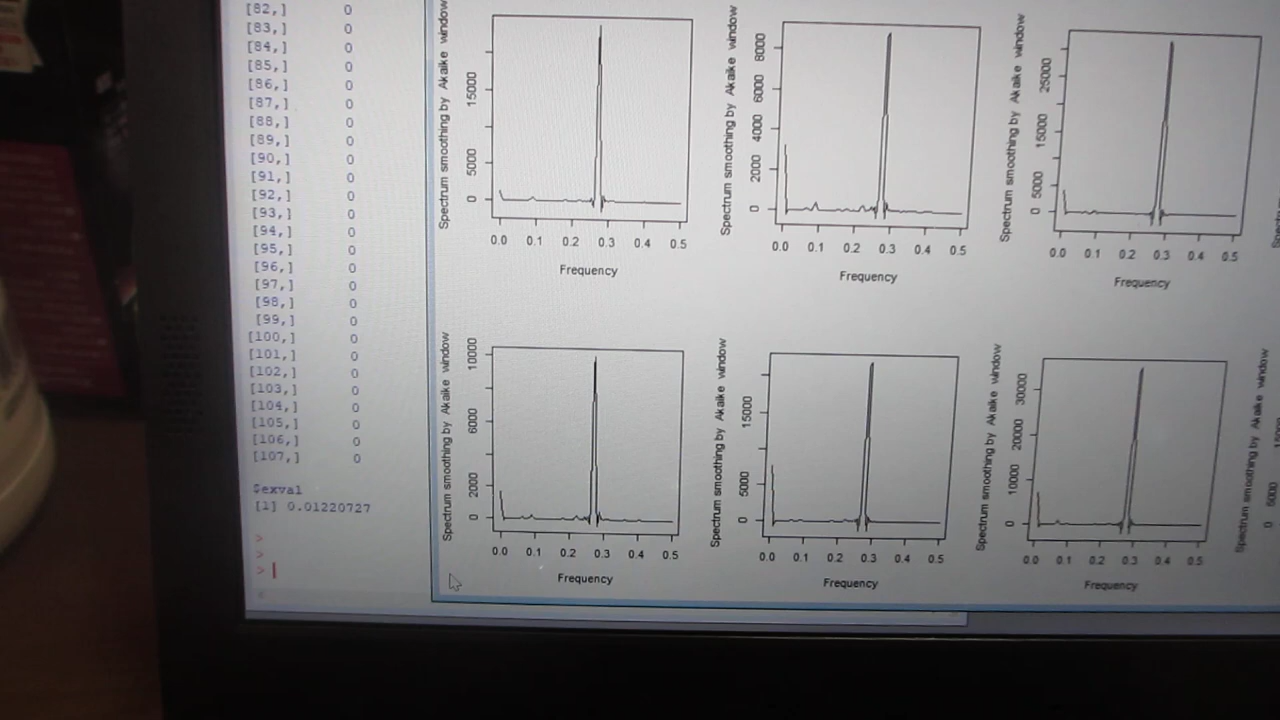 [82,] 0
[83,] 0
[84,] 0
[85,] 0
[86,] 0
[87,] 0
[88,] 0
[89,] 0
[90,] 0
[91,] 0
[92,] 0
[93,] 0
[94,] 0
[95,] 0
[96,] 0
[97,] 0
[98,] 0
[99,] 0
[100,] 0
[101,] 0
[102,] 0
[103,] 0
[104,] 0
[105,] 0
[106,] 0
[107,] 0
$exval
[1] 0.01220727
>
>
>
Spectrum smoothing by Akaike window
0 5000 15000
0.0 0.1 0.2 0.3 0.4 0.5
Frequency
Spectrum smoothing by Akaike window
0 2000 4000 6000 8000
0.0 0.1 0.2 0.3 0.4 0.5
Frequency
Spectrum smoothing by Akaike window
0 5000 15000 25000
0.0 0.1 0.2 0.3 0.4 0.5
Frequency
Spectrum smoothing by Akaike window
0 2000 6000 10000
0.0 0.1 0.2 0.3 0.4 0.5
Frequency
Spectrum smoothing by Akaike window
0 5000 15000
0.0 0.1 0.2 0.3 0.4 0.5
Frequency
Spectrum smoothing by Akaike window
0 10000 20000 30000
0.0 0.1 0.2 0.3 0.4 0.5
Frequency
Spectrum smoothing by Akaike window
0 5000